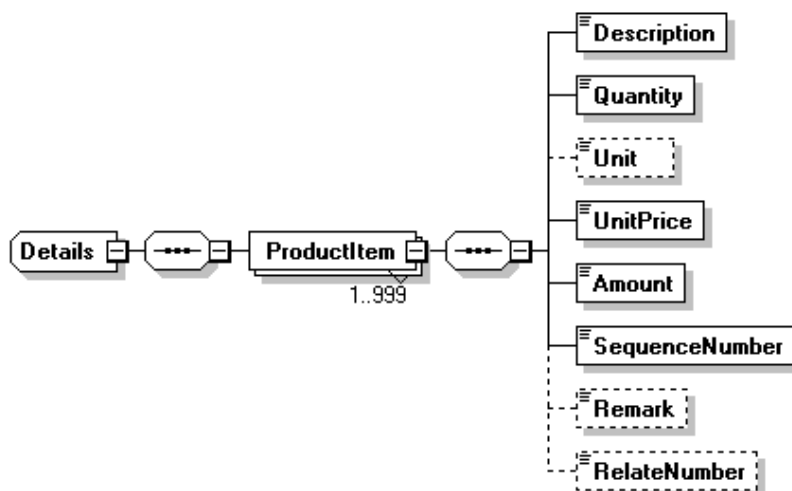 Description
Quantity
Unit
UnitPrice
Details
ProductItem
1..999
Amount
SequenceNumber
Remark
RelateNumber